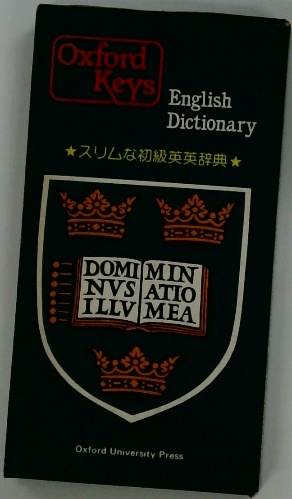 Oxford
Keys
English
Dictionary
★スリムな初級英英辞典★
DOMI MIN
NVS ATIO
ILLV MEA
Oxford University Press